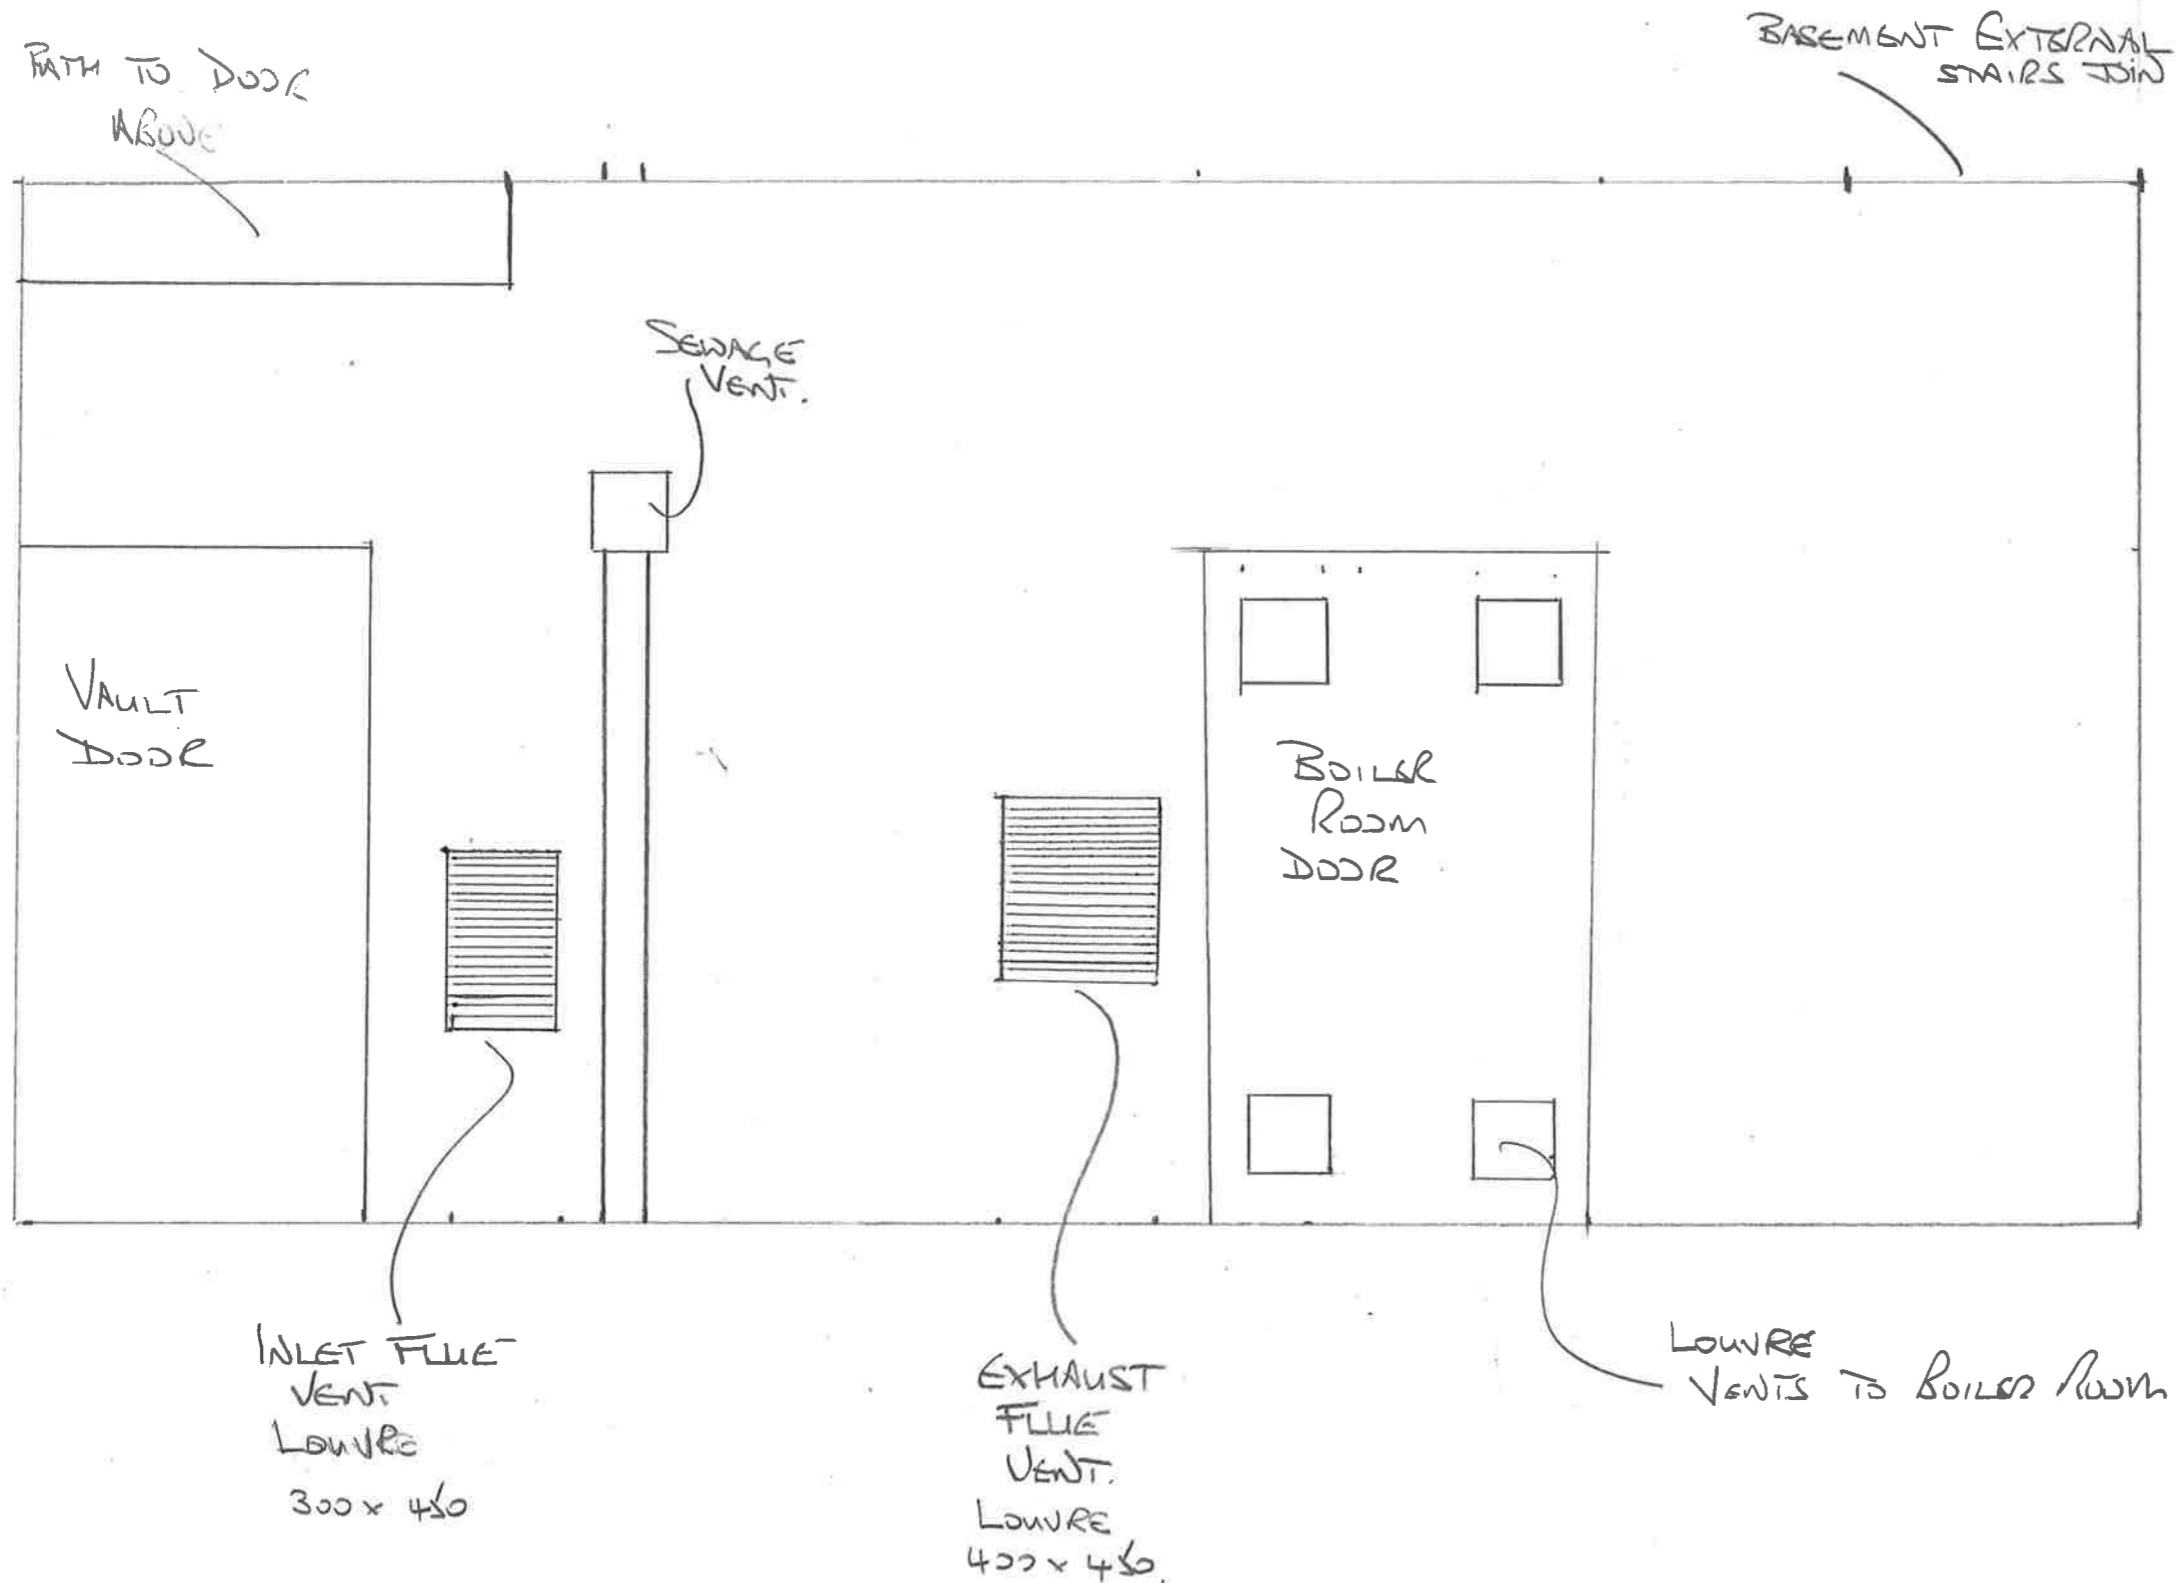 PATH TO DOOR
ABOVE
BASEMENT EXTERNAL
STAIRS JOIN
SEWAGE
VENT.
VAULT
DOOR
BOILER
ROOM
DOOR
INLET FLUE
VENT
LOUVRE
300 x 450
EXHAUST
FLUE
VENT.
LOUVRE
400 x 450.
LOUVRE
VENTS TO BOILER ROOM